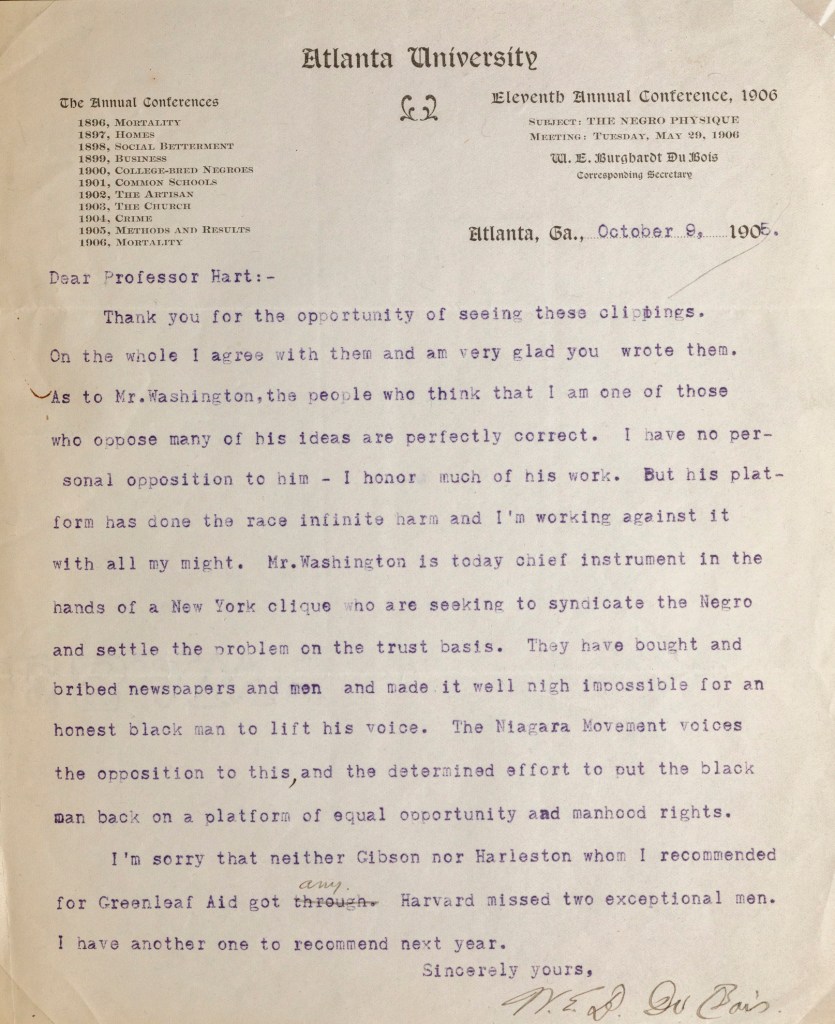 Atlanta University
The Annual Conferences
1896, Mortality
1897, Homes
1898, Social Betterment
1899, Business
1900, College-bred Negroes
1901, Common Schools
1902, The Artisan
1903, The Church
1904, Crime
1905, Methods and Results
1906, Mortality
Eleventh Annual Conference, 1906
Subject: The Negro Physique
Meeting: Tuesday, May 29, 1906
W. E. Burghardt Du Bois
Corresponding Secretary
Atlanta, Ga., October 9, 1905.
Dear Professor Hart:-
Thank you for the opportunity of seeing these clippings.
On the whole I agree with them and am very glad you wrote them.
As to Mr.Washington,the people who think that I am one of those
who oppose many of his ideas are perfectly correct. I have no per-
sonal opposition to him - I honor much of his work. But his plat-
form has done the race infinite harm and I'm working against it
with all my might. Mr.Washington is today chief instrument in the
hands of a New York clique who are seeking to syndicate the Negro
and settle the problem on the trust basis. They have bought and
bribed newspapers and men and made it well nigh impossible for an
honest black man to lift his voice. The Niagara Movement voices
the opposition to this, and the determined effort to put the black
man back on a platform of equal opportunity and manhood rights.
I'm sorry that neither Gibson nor Harleston whom I recommended
any.
for Greenleaf Aid got through. Harvard missed two exceptional men.
I have another one to recommend next year.
Sincerely yours,
W. E. B. Du Bois.